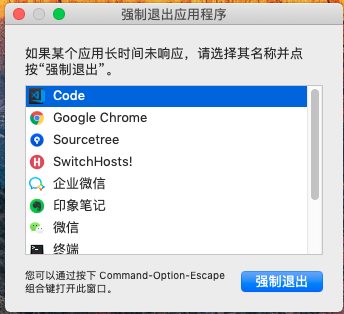 强制退出应用程序
如果某个应用长时间未响应，请选择其名称并点
按“强制退出”。
Code
Google Chrome
Sourcetree
SwitchHosts!
企业微信
印象笔记
微信
终端
您可以通过按下 Command-Option-Escape
组合键打开此窗口。
强制退出